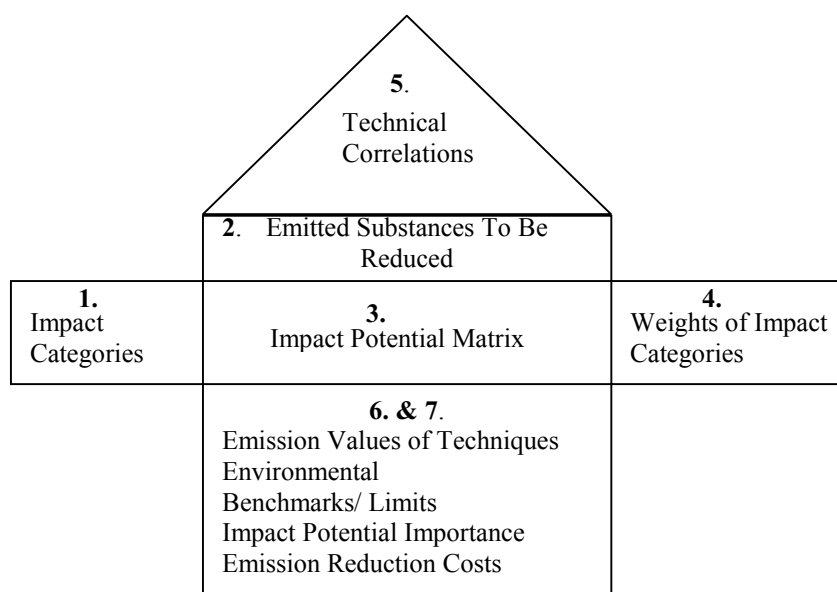 5.
Technical
Correlations
2. Emitted Substances To Be
Reduced
1.
Impact
Categories
3.
Impact Potential Matrix
4.
Weights of Impact
Categories
6. & 7.
Emission Values of Techniques
Environmental
Benchmarks/ Limits
Impact Potential Importance
Emission Reduction Costs